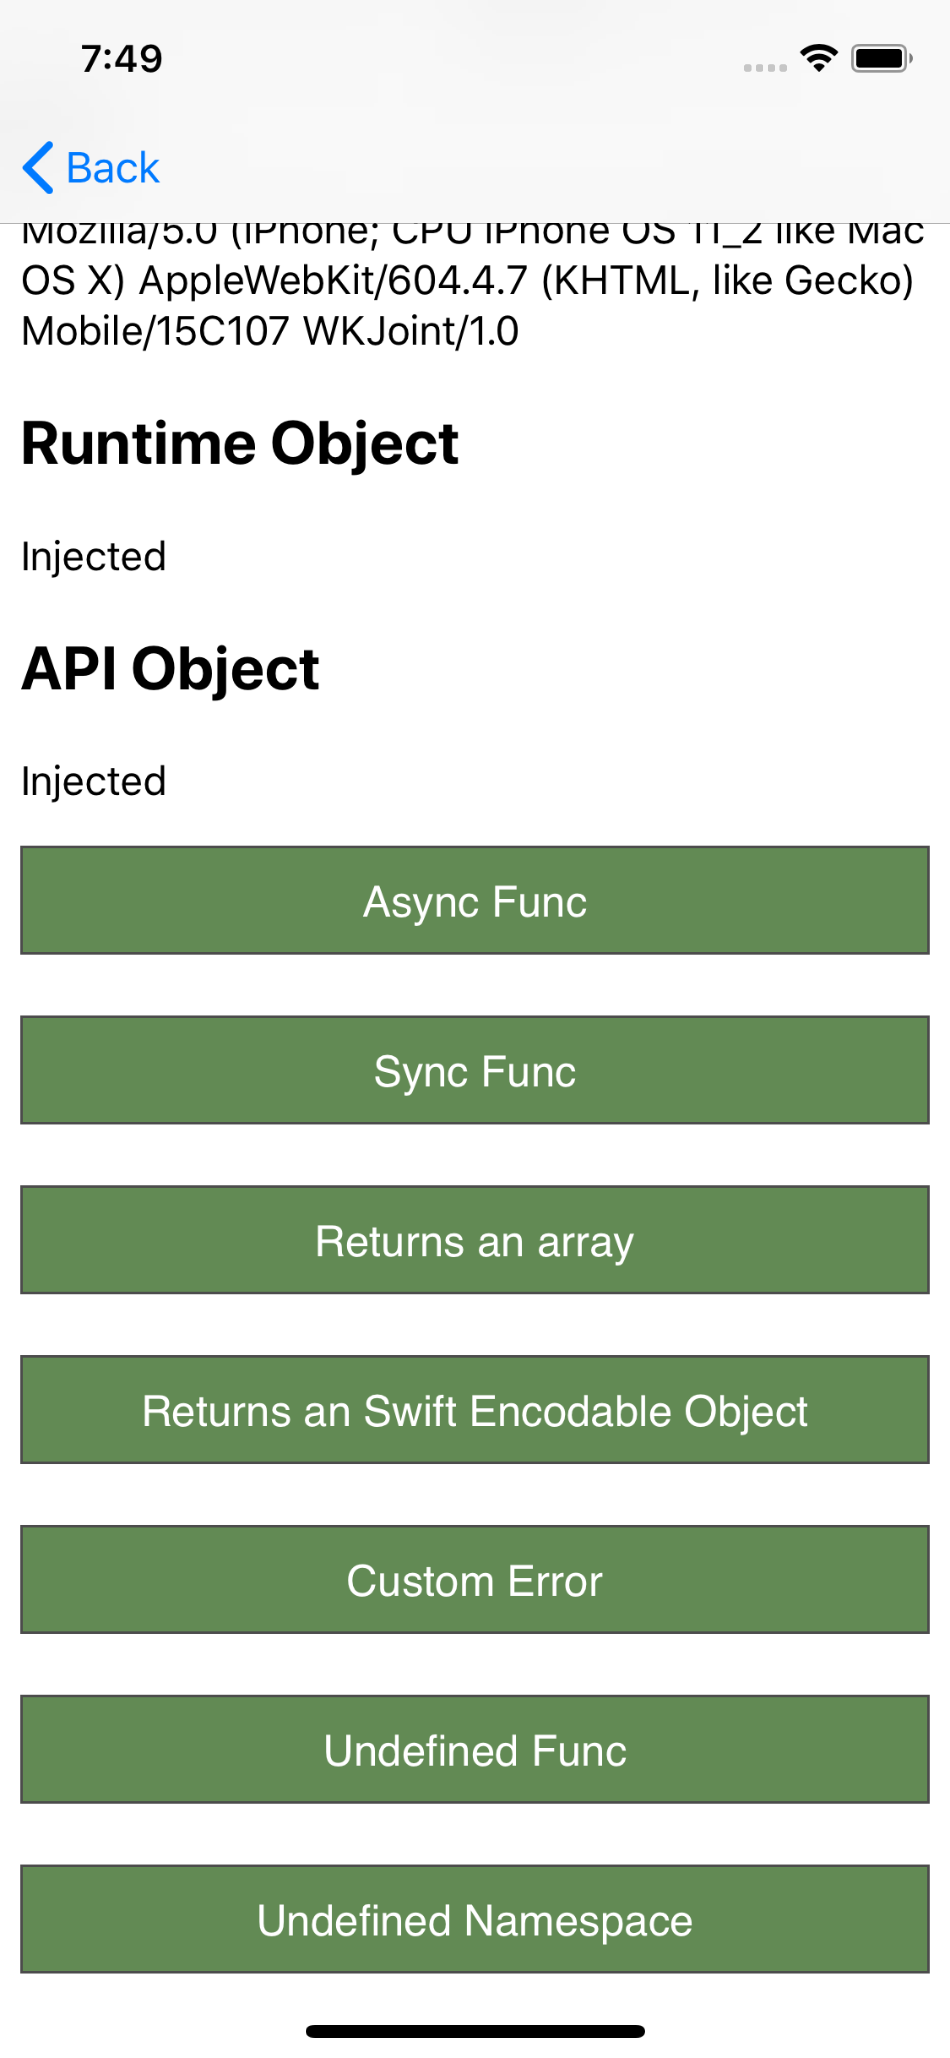 7:49
Back
Mozilla/5.0 (iPhone; CPU iPhone OS 11_2 like Mac
OS X) AppleWebKit/604.4.7 (KHTML, like Gecko)
Mobile/15C107 WKJoint/1.0
Runtime Object
Injected
API Object
Injected
Async Func
Sync Func
Returns an array
Returns an Swift Encodable Object
Custom Error
Undefined Func
Undefined Namespace